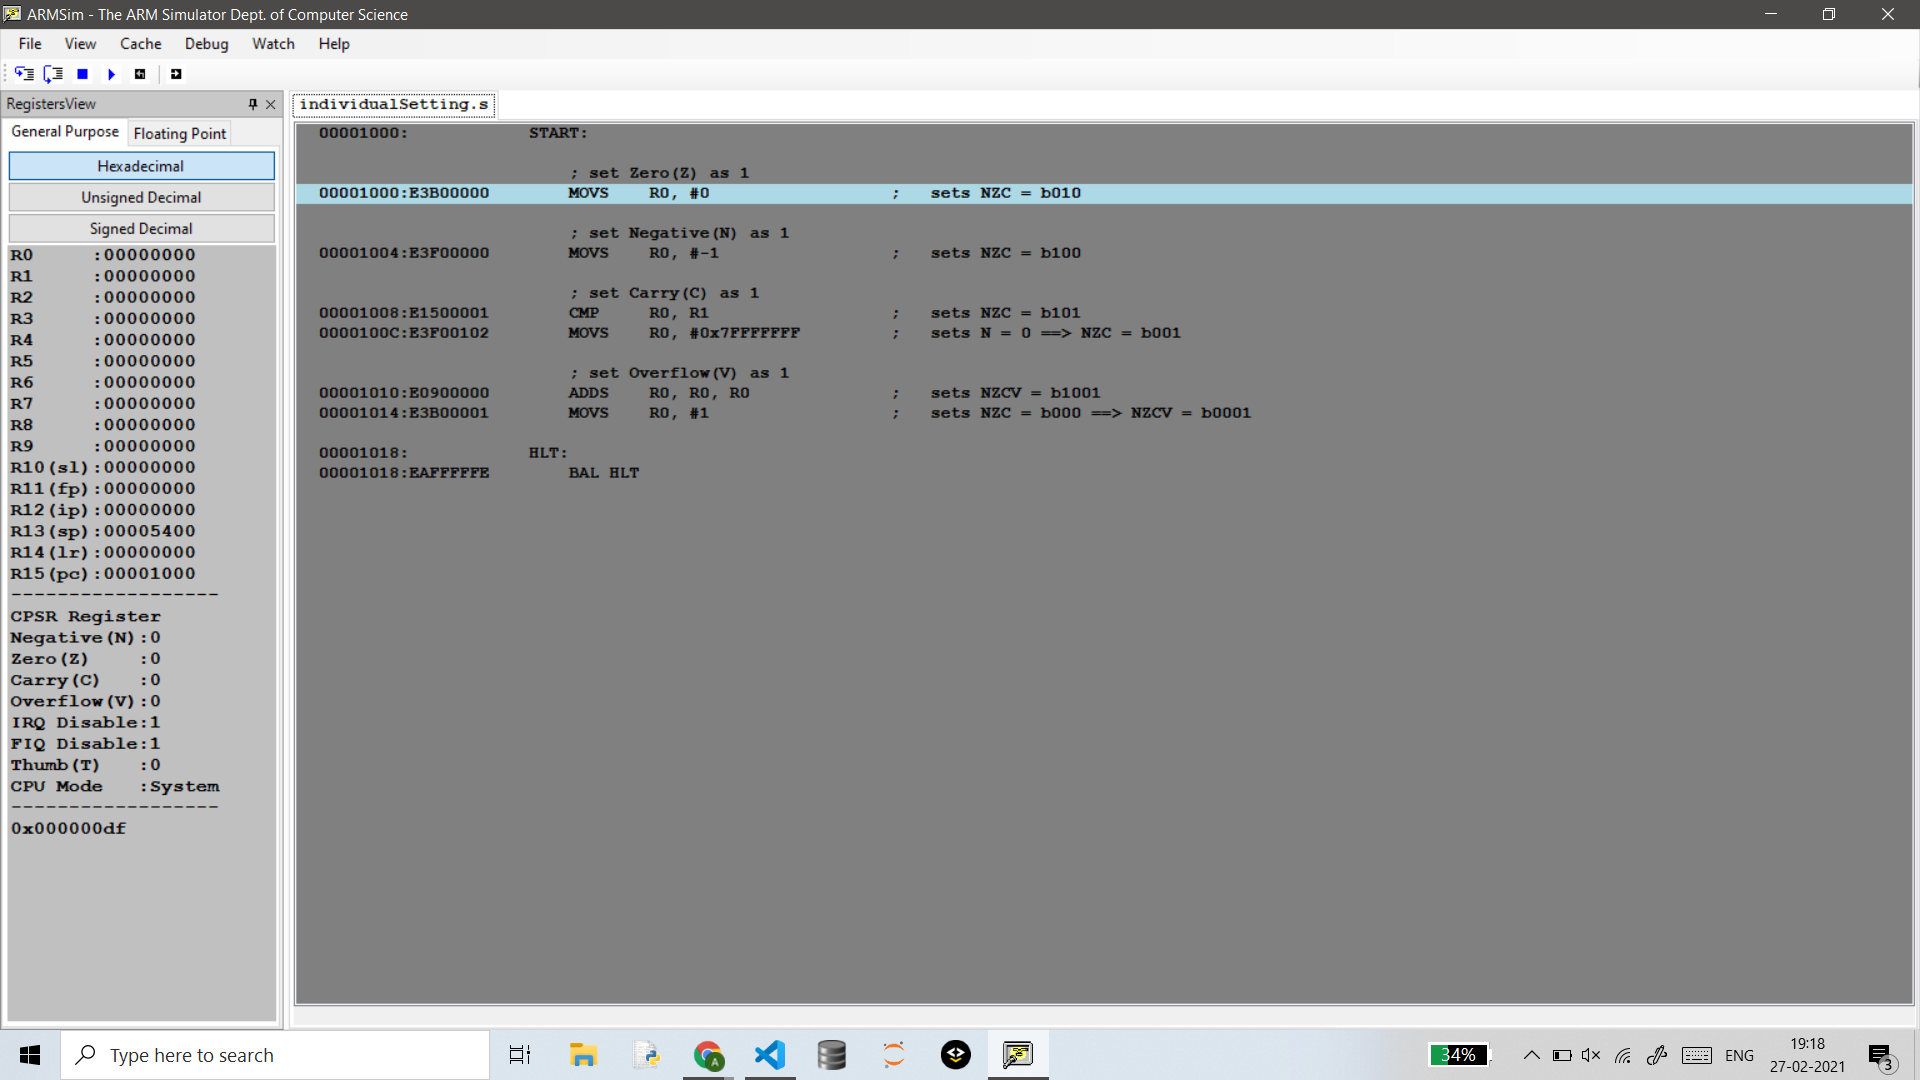 ARMSim - The ARM Simulator Dept. of Computer Science
File View Cache Debug Watch Help
RegistersView
General Purpose Floating Point
Hexadecimal
Unsigned Decimal
Signed Decimal
R0 :00000000
R1 :00000000
R2 :00000000
R3 :00000000
R4 :00000000
R5 :00000000
R6 :00000000
R7 :00000000
R8 :00000000
R9 :00000000
R10(sl):00000000
R11(fp):00000000
R12(ip):00000000
R13(sp):00005400
R14(lr):00000000
R15(pc):00001000
------------------
CPSR Register
Negative(N):0
Zero(Z) :0
Carry(C) :0
Overflow(V):0
IRQ Disable:1
FIQ Disable:1
Thumb(T) :0
CPU Mode :System
------------------
0x000000df
individualSetting.s
00001000: START:
; set Zero(Z) as 1
00001000:E3B00000 MOVS R0, #0 ; sets NZC = b010
; set Negative(N) as 1
00001004:E3F00000 MOVS R0, #-1 ; sets NZC = b100
; set Carry(C) as 1
00001008:E1500001 CMP R0, R1 ; sets NZC = b101
0000100C:E3F00102 MOVS R0, #0x7FFFFFFF ; sets N = 0 ==> NZC = b001
; set Overflow(V) as 1
00001010:E0900000 ADDS R0, R0, R0 ; sets NZCV = b1001
00001014:E3B00001 MOVS R0, #1 ; sets NZC = b000 ==> NZCV = b0001
00001018: HLT:
00001018:EAFFFFFE BAL HLT
Type here to search
A
34%
ENG
19:18
27-02-2021
3